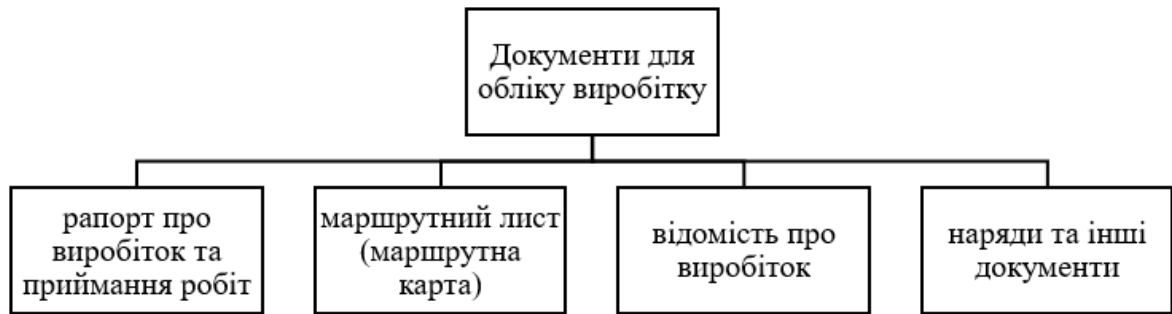 Документи для
обліку виробітку
рапорт про
виробіток та
приймання робіт
маршрутний лист
(маршрутна
карта)
відомість про
виробіток
наряди та інші
документи